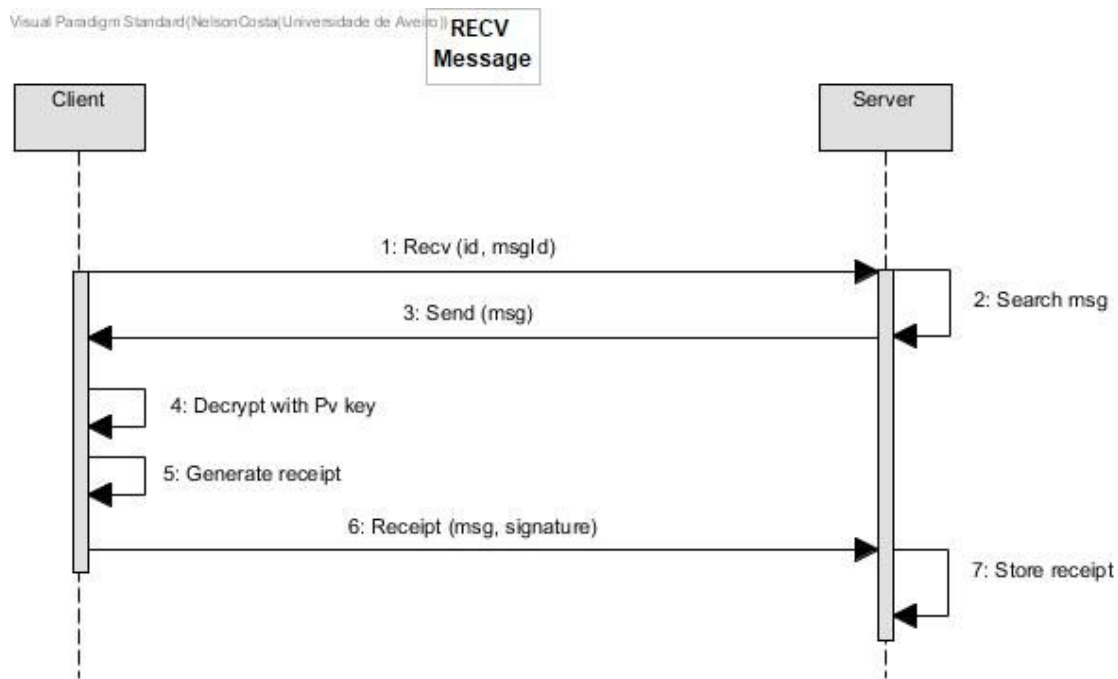 Visual Paradigm Standard(NelsonCosta(Universidade de Aveiro))
RECV
Message
Client
Server
1: Recv (id, msgId)
2: Search msg
3: Send (msg)
4: Decrypt with Pv key
5: Generate receipt
6: Receipt (msg, signature)
7: Store receipt